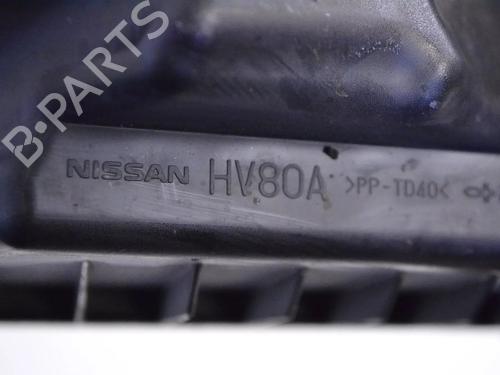 B-PARTS
NISSAN HV80A >PP-TD40<